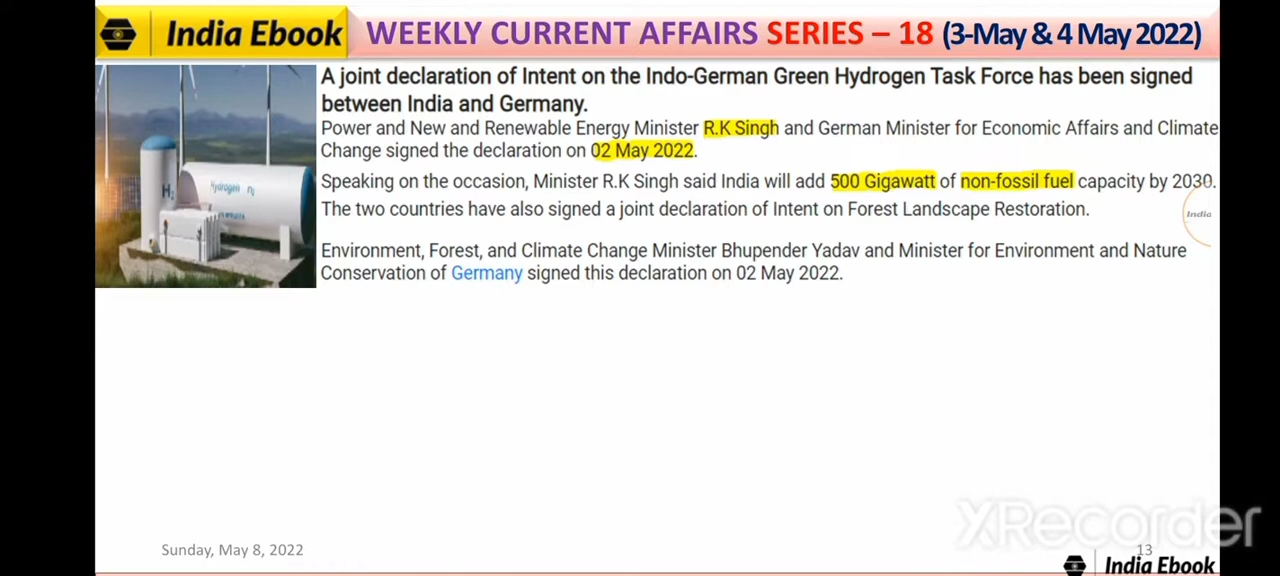 India Ebook WEEKLY CURRENT AFFAIRS SERIES – 18 (3-May & 4 May 2022)
A joint declaration of Intent on the Indo-German Green Hydrogen Task Force has been signed
between India and Germany.
Power and New and Renewable Energy Minister R.K Singh and German Minister for Economic Affairs and Climate
Change signed the declaration on 02 May 2022.
Speaking on the occasion, Minister R.K Singh said India will add 500 Gigawatt of non-fossil fuel capacity by 2030.
The two countries have also signed a joint declaration of Intent on Forest Landscape Restoration.
Environment, Forest, and Climate Change Minister Bhupender Yadav and Minister for Environment and Nature
Conservation of Germany signed this declaration on 02 May 2022.
H₂
Hydrogen
India
XRecorder
Sunday, May 8, 2022
13
India Ebook